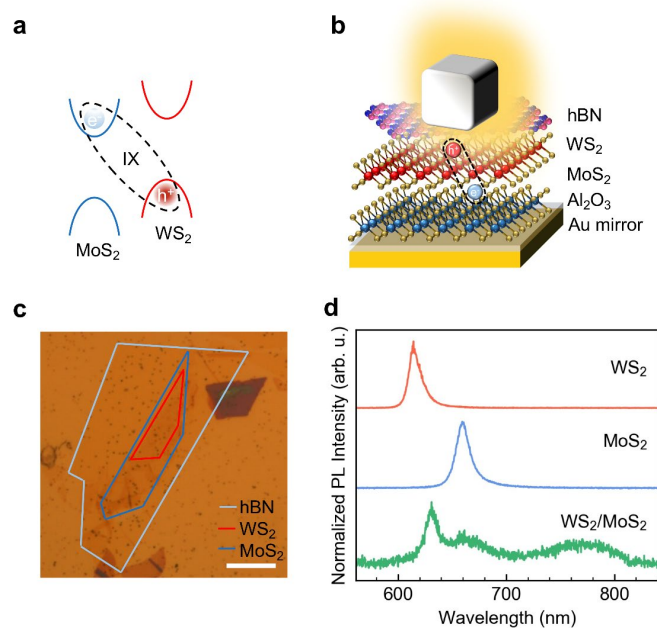 a
e⁻
IX
h⁺
MoS₂
WS₂
b
hBN
WS₂
h⁺
MoS₂
e⁻
Al₂O₃
Au mirror
c
hBN
WS₂
MoS₂
d
Normalized PL Intensity (arb. u.)
WS₂
MoS₂
WS₂/MoS₂
600 700 800
Wavelength (nm)